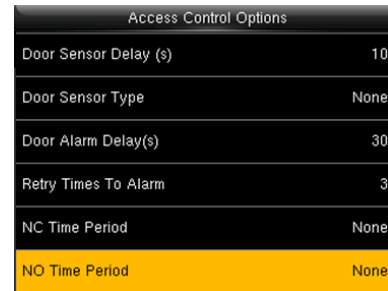 Access Control Options
Door Sensor Delay (s) 10
Door Sensor Type None
Door Alarm Delay(s) 30
Retry Times To Alarm 3
NC Time Period None
NO Time Period None